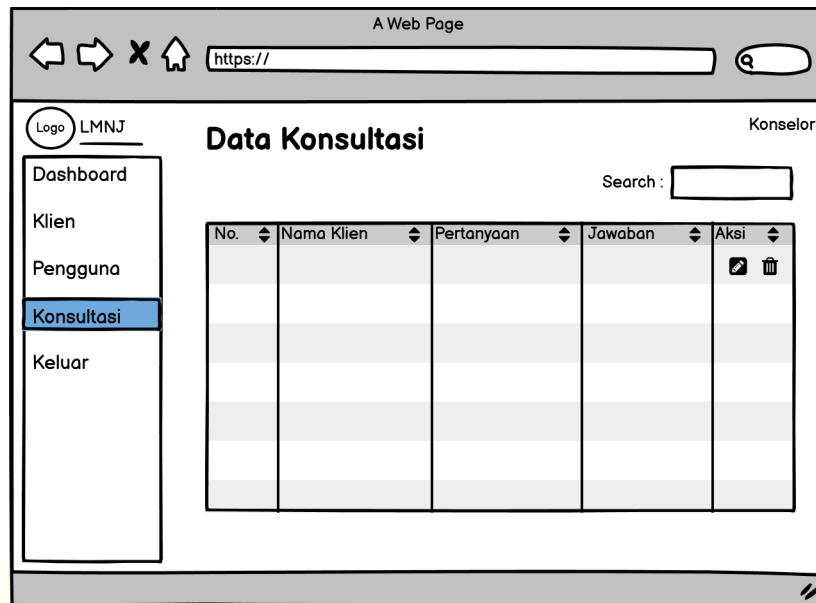 A Web Page
https://
Logo LMNJ
Konselor
Data Konsultasi
Dashboard
Search :
Klien
No. Nama Klien Pertanyaan Jawaban Aksi
Pengguna
Konsultasi
Keluar